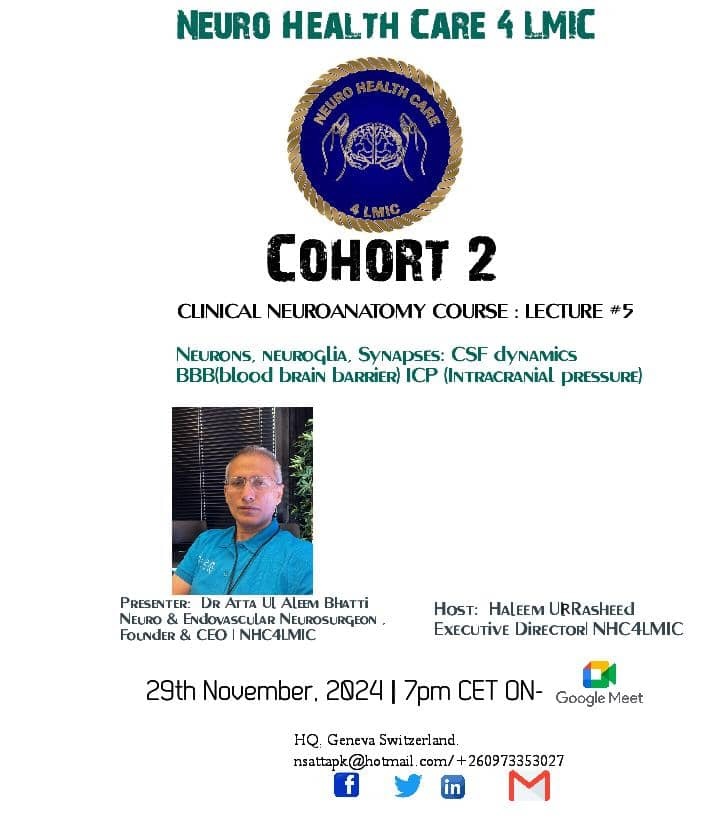 NEURO HEALTH CARE 4 LMIC
NEURO HEALTH CARE
4 LMIC
COHORT 2
CLINICAL NEUROANATOMY COURSE : LECTURE #5
NEURONS, NEUROGLIA, SYNAPSES: CSF DYNAMICS
BBB(BLOOD BRAIN BARRIER) ICP (INTRACRANIAL PRESSURE)
PRESENTER: DR ATTA UL ALEEM BHATTI
NEURO & ENDOVASCULAR NEUROSURGEON .
FOUNDER & CEO | NHC4LMIC
HOST: HALEEM URRASHEED
EXECUTIVE DIRECTOR| NHC4LMIC
29th November, 2024 | 7pm CET ON-
Google Meet
HQ, Geneva Switzerland.
nsattapk@hotmail.com/+260973353027
f
in
M